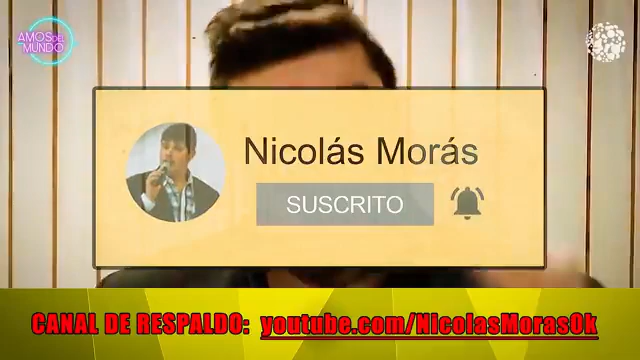 AMOS DEL
MUNDO
Nicolás Morás
SUSCRITO
CANAL DE RESPALDO: youtube.com/NicolasMorasOk